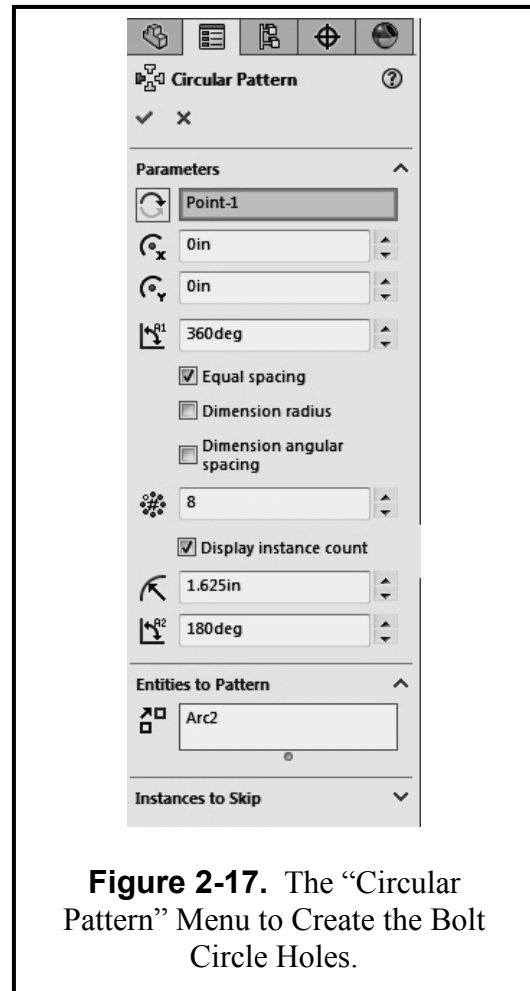 Circular Pattern
Parameters
Point-1
X
0in
Y
0in
A1
360deg
Equal spacing
Dimension radius
Dimension angular
spacing
#
8
Display instance count
1.625in
A2
180deg
Entities to Pattern
Arc2
Instances to Skip
Figure 2-17. The “Circular
Pattern” Menu to Create the Bolt
Circle Holes.